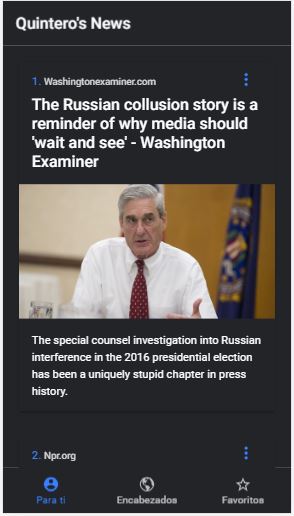 Quintero's News
1. Washingtonexaminer.com
The Russian collusion story is a
reminder of why media should
'wait and see' - Washington
Examiner
The special counsel investigation into Russian
interference in the 2016 presidential election
has been a uniquely stupid chapter in press
history.
2. Npr.org
Para ti
Encabezados
Favoritos